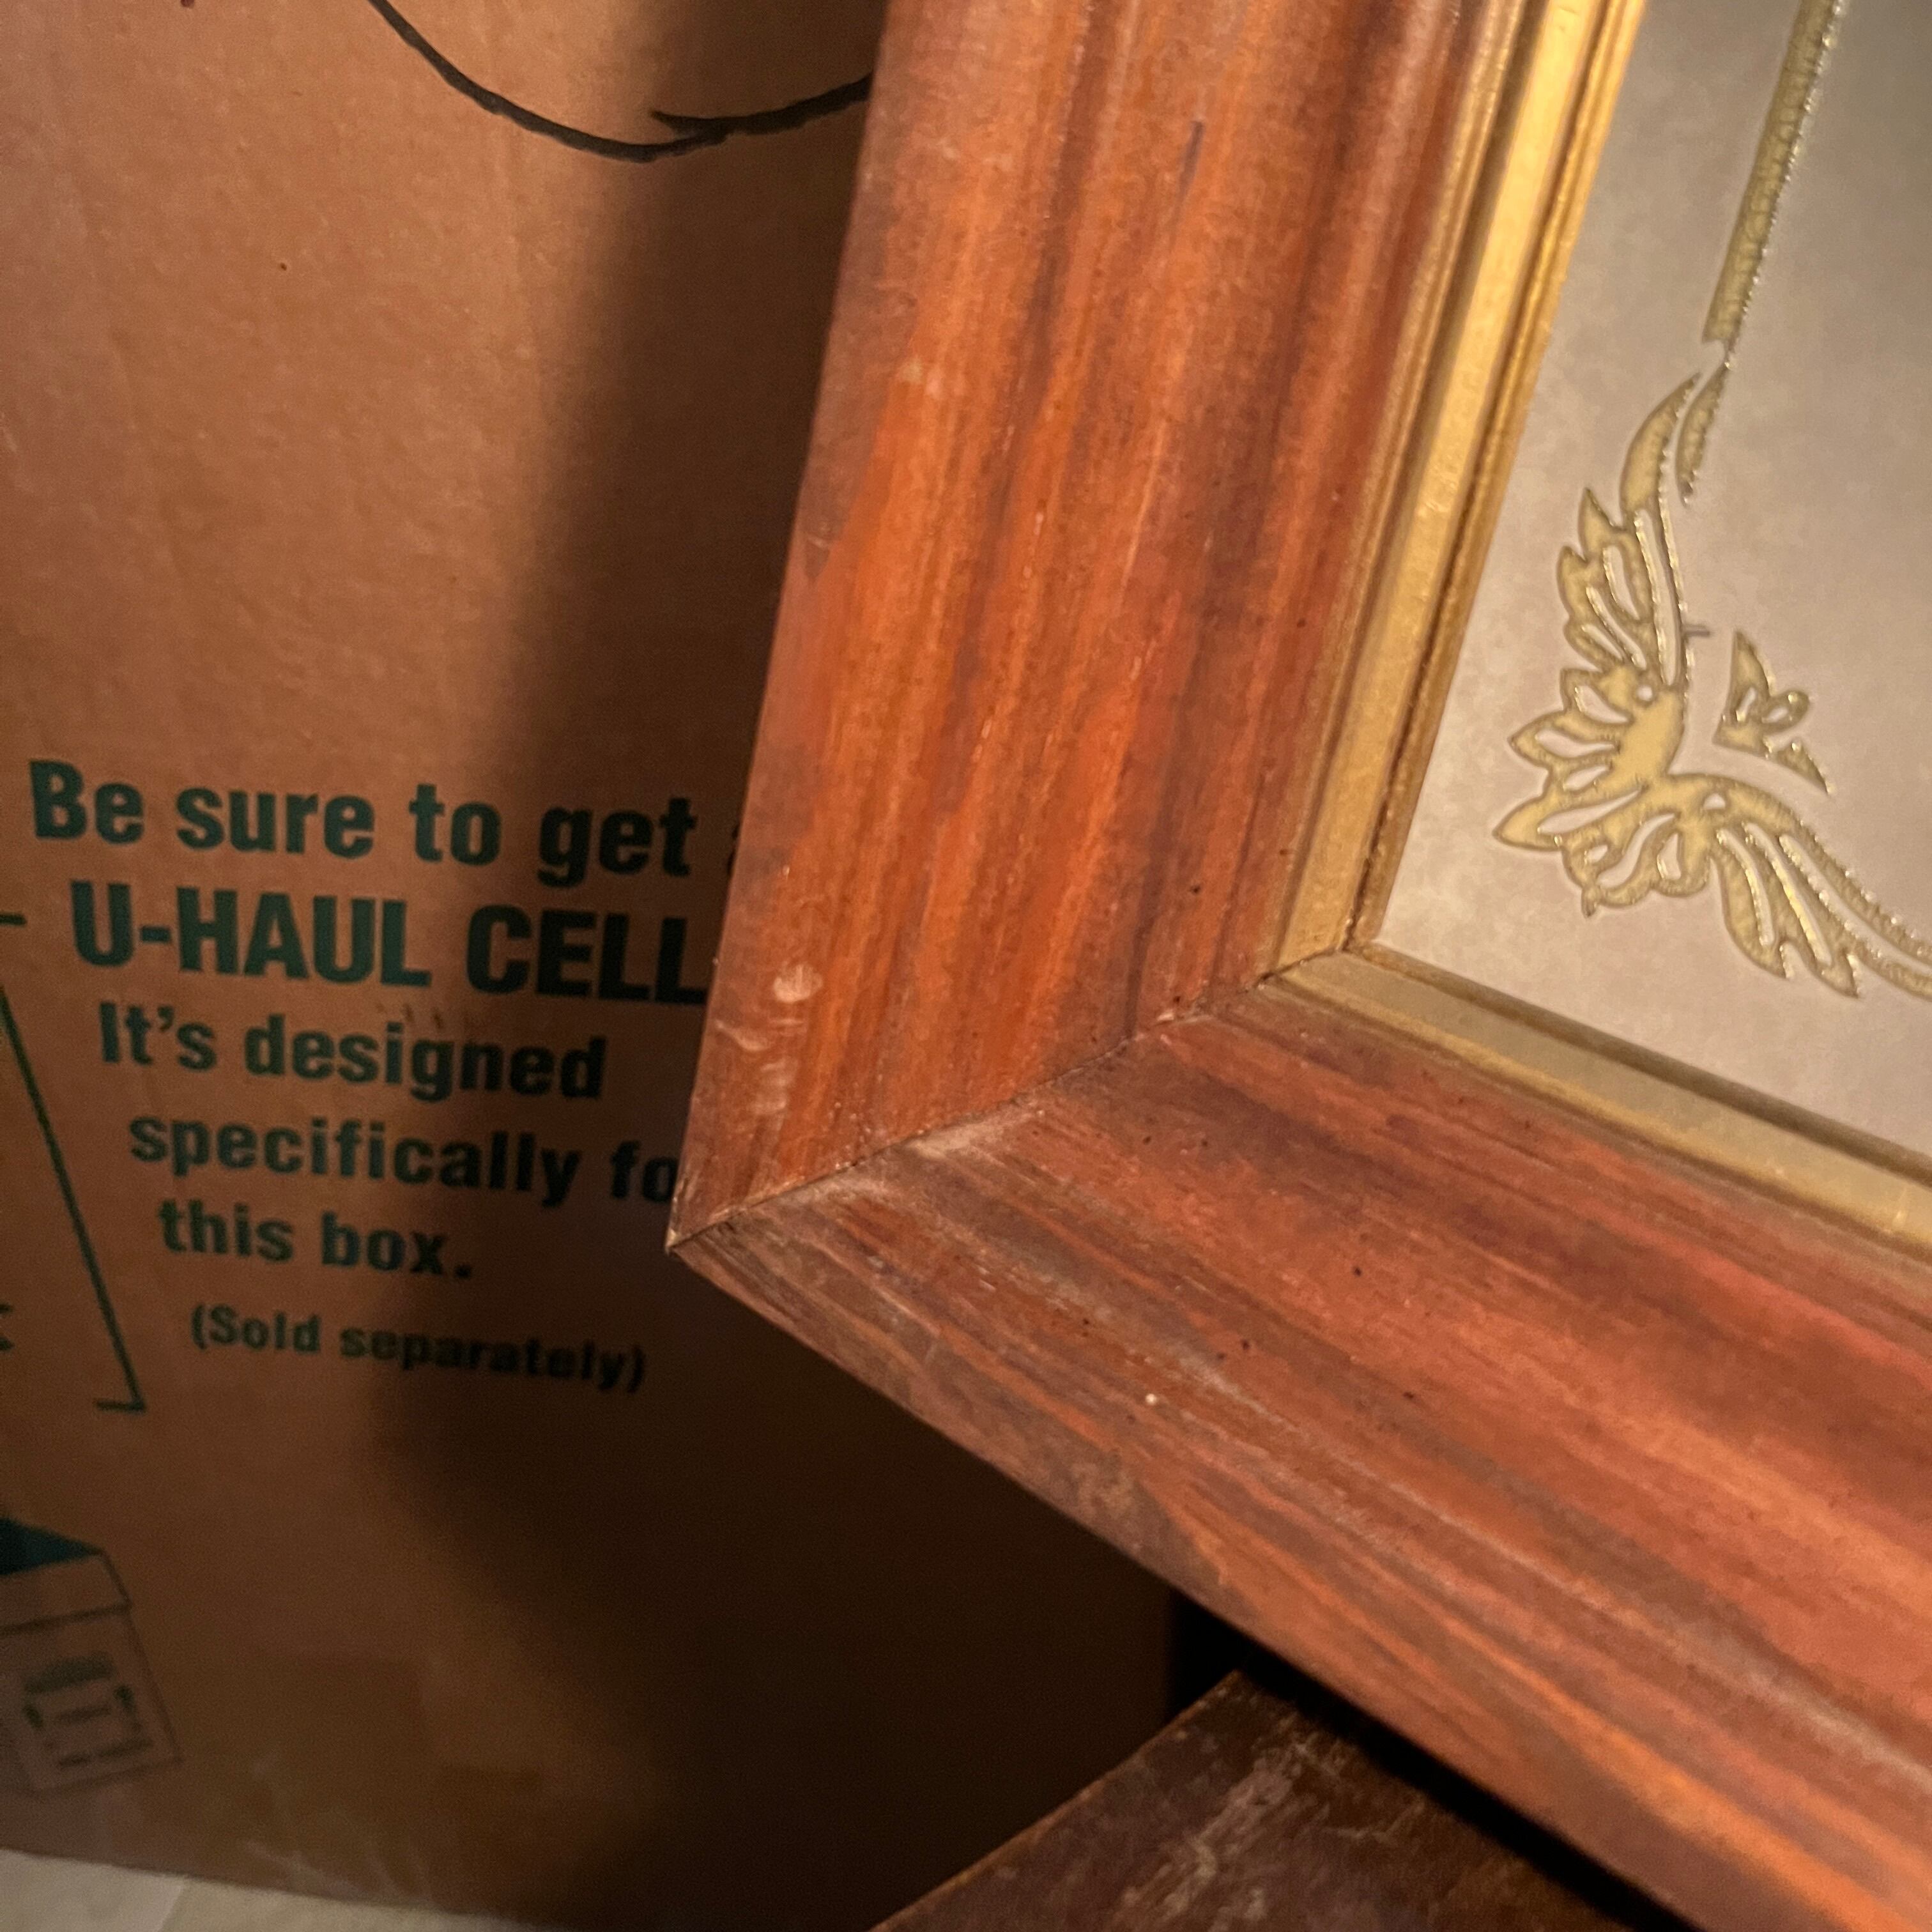 Be sure to get
U-HAUL CELL
It's designed
specifically fo
this box.
(Sold separately)